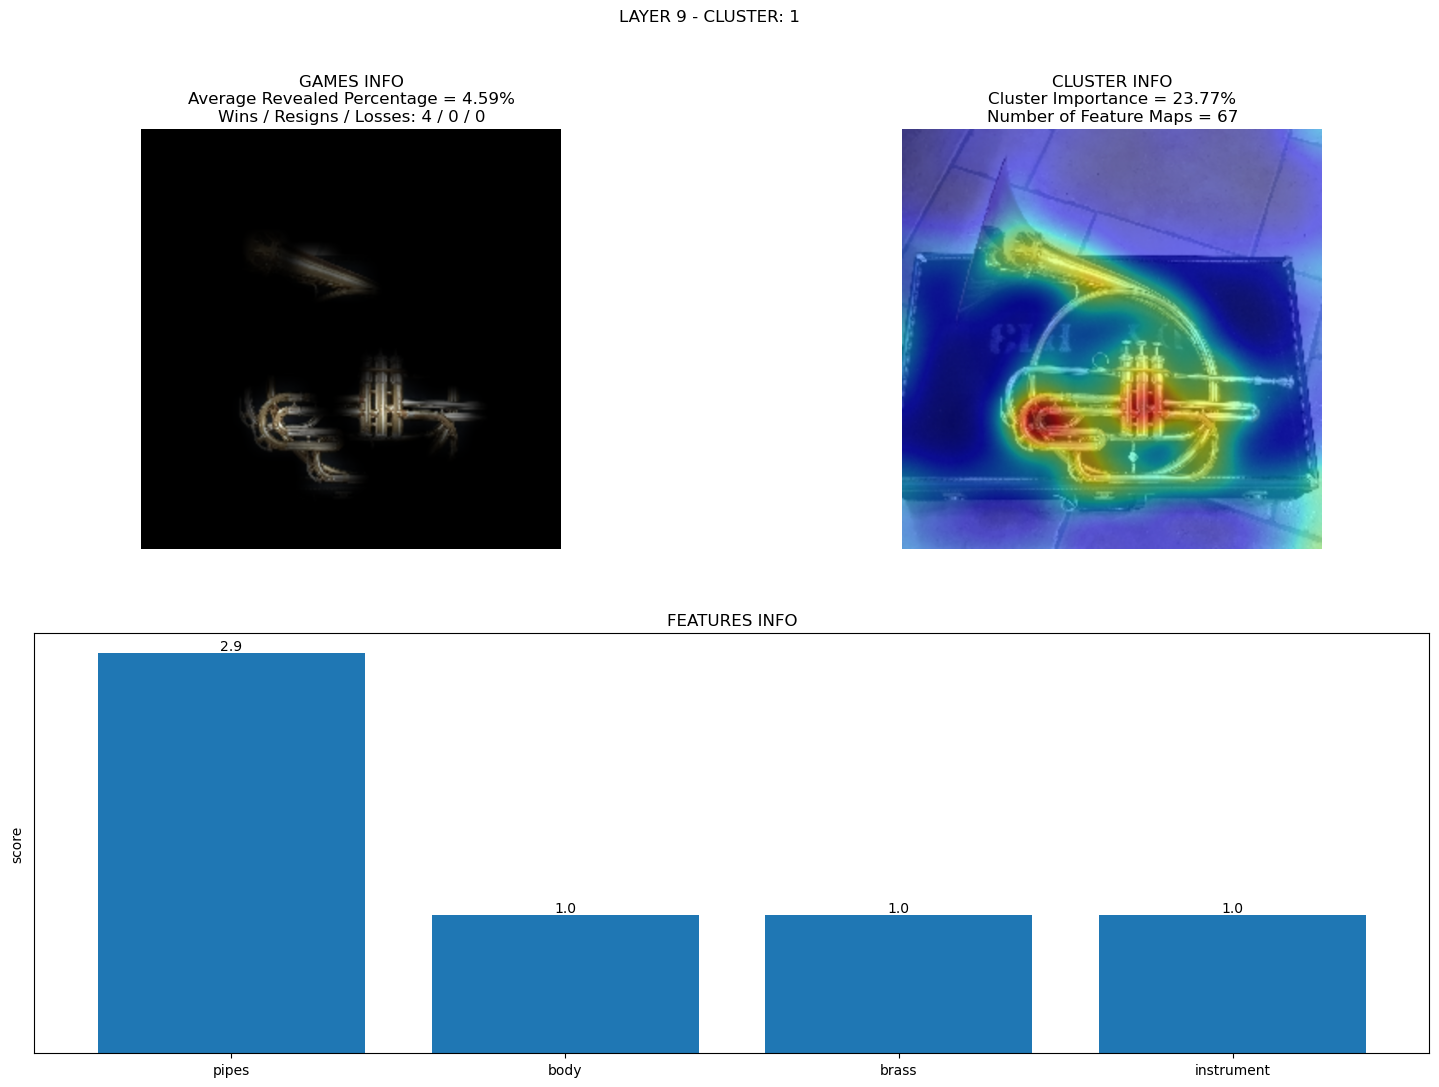 LAYER 9 - CLUSTER: 1
GAMES INFO
Average Revealed Percentage = 4.59%
Wins / Resigns / Losses: 4 / 0 / 0
CLUSTER INFO
Cluster Importance = 23.77%
Number of Feature Maps = 67
FEATURES INFO
score
2.9
1.0
1.0
1.0
pipes
body
brass
instrument